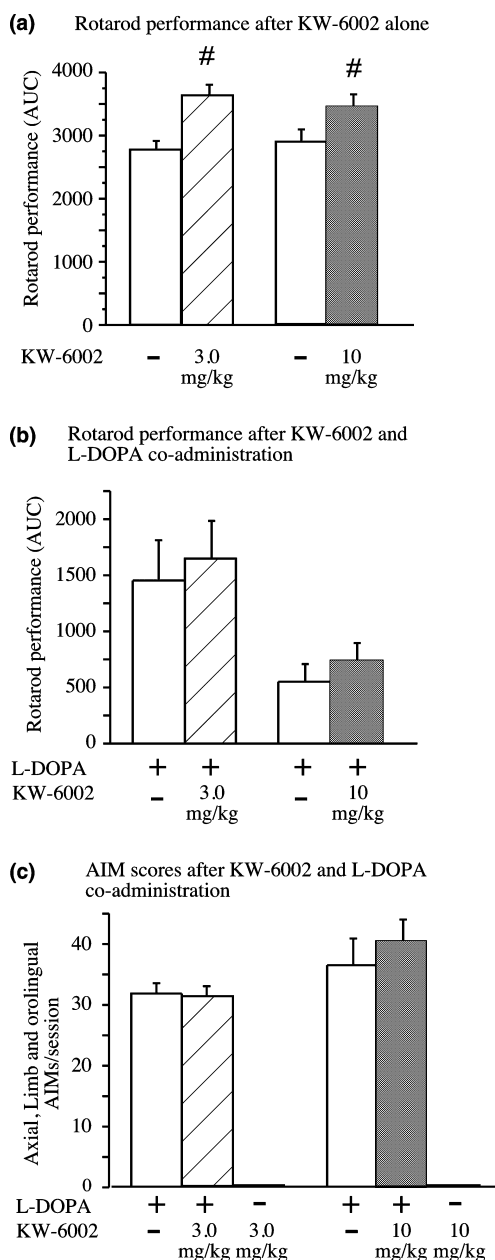 (a) Rotarod performance after KW-6002 alone
Rotarod performance (AUC)
4000
3000
2000
1000
0
# #
KW-6002 – 3.0 mg/kg – 10 mg/kg
(b) Rotarod performance after KW-6002 and
L-DOPA co-administration
Rotarod performance (AUC)
2000
1500
1000
500
0
L-DOPA + + + +
KW-6002 – 3.0 mg/kg – 10 mg/kg
(c) AIM scores after KW-6002 and L-DOPA
co-administration
Axial, Limb and orolingual
AIMs/session
40
30
20
10
0
L-DOPA + + – + + –
KW-6002 – 3.0 3.0 – 10 10
mg/kg mg/kg mg/kg mg/kg